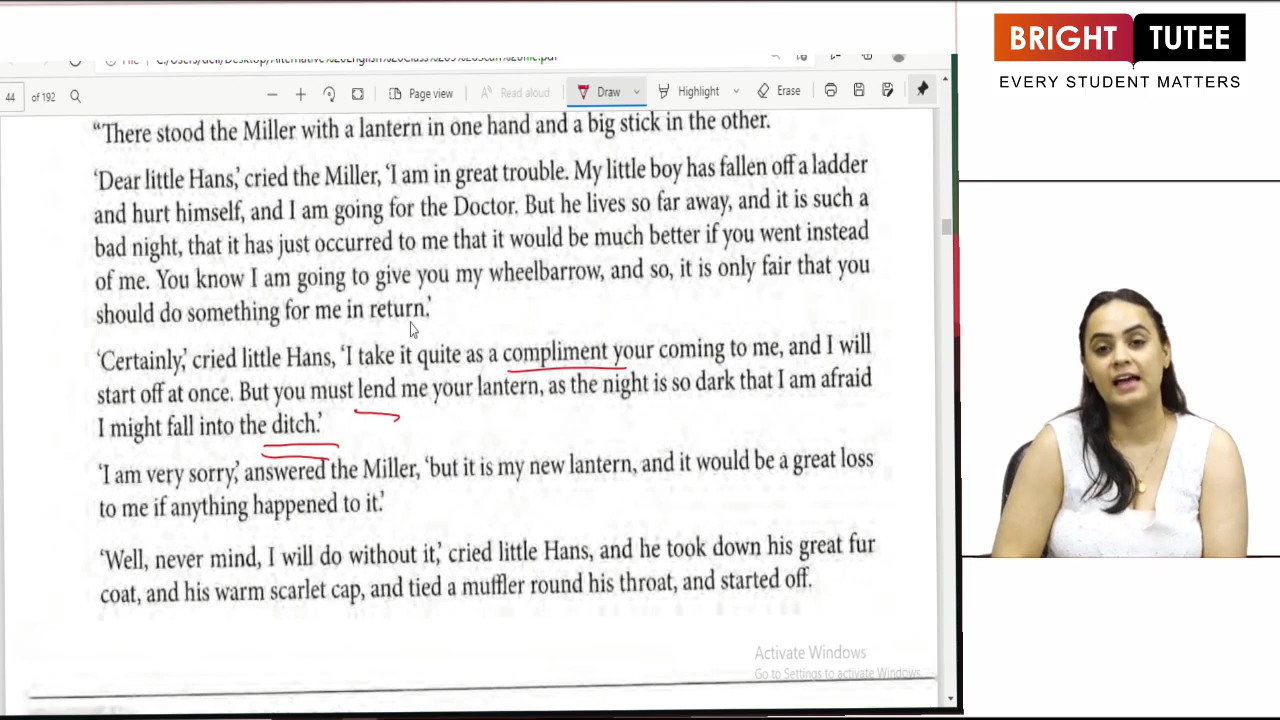 BRIGHT TUTEE
EVERY STUDENT MATTERS
44 of 192
Page view
Read aloud
Draw
Highlight
Erase
“There stood the Miller with a lantern in one hand and a big stick in the other.
‘Dear little Hans,’ cried the Miller, ‘I am in great trouble. My little boy has fallen off a ladder
and hurt himself, and I am going for the Doctor. But he lives so far away, and it is such a
bad night, that it has just occurred to me that it would be much better if you went instead
of me. You know I am going to give you my wheelbarrow, and so, it is only fair that you
should do something for me in return.’
‘Certainly,’ cried little Hans, ‘I take it quite as a compliment your coming to me, and I will
start off at once. But you must lend me your lantern, as the night is so dark that I am afraid
I might fall into the ditch.’
‘I am very sorry,’ answered the Miller, ‘but it is my new lantern, and it would be a great loss
to me if anything happened to it.’
‘Well, never mind, I will do without it,’ cried little Hans, and he took down his great fur
coat, and his warm scarlet cap, and tied a muffler round his throat, and started off.
Activate Windows
Go to Settings to activate Windows.